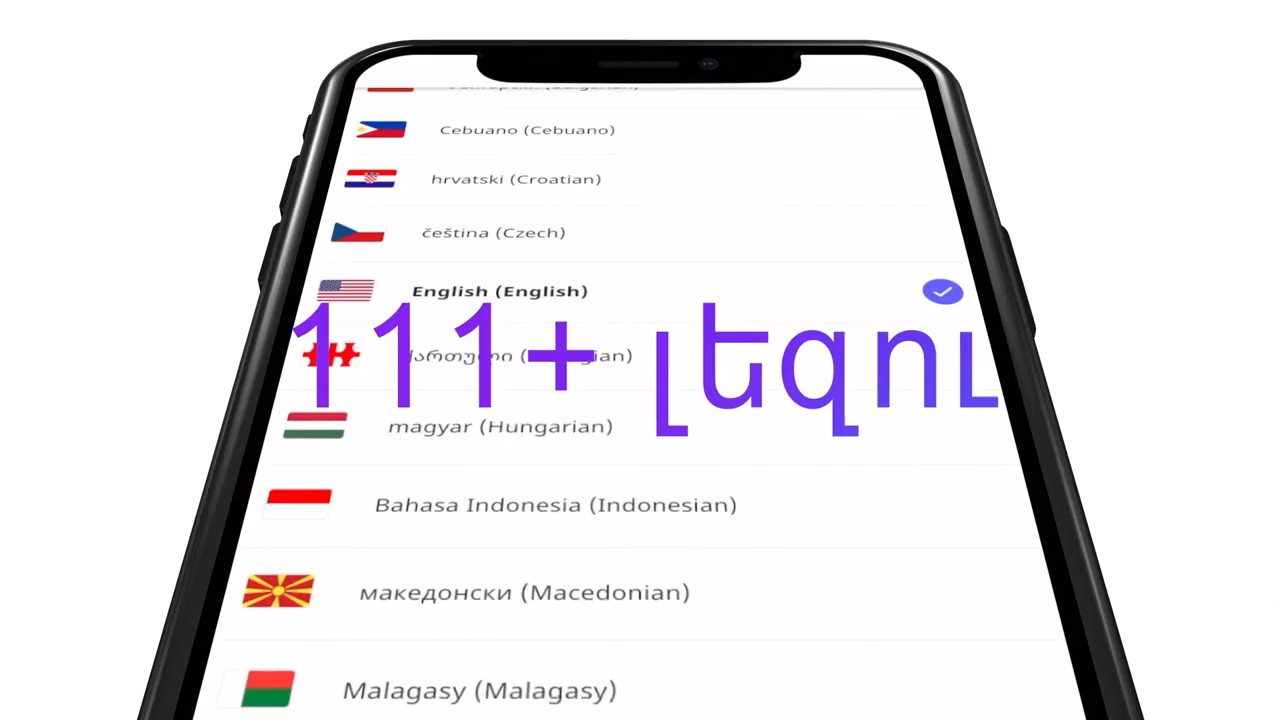 Cebuano (Cebuano)
hrvatski (Croatian)
čeština (Czech)
English (English)
111+ լեզու
magyar (Hungarian)
Bahasa Indonesia (Indonesian)
македонски (Macedonian)
Malagasy (Malagasy)